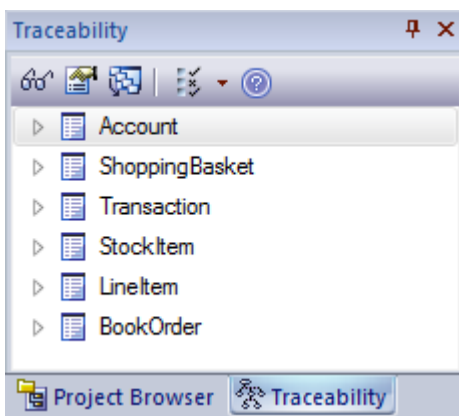 Traceability
Account
ShoppingBasket
Transaction
StockItem
LineItem
BookOrder
Project Browser Traceability